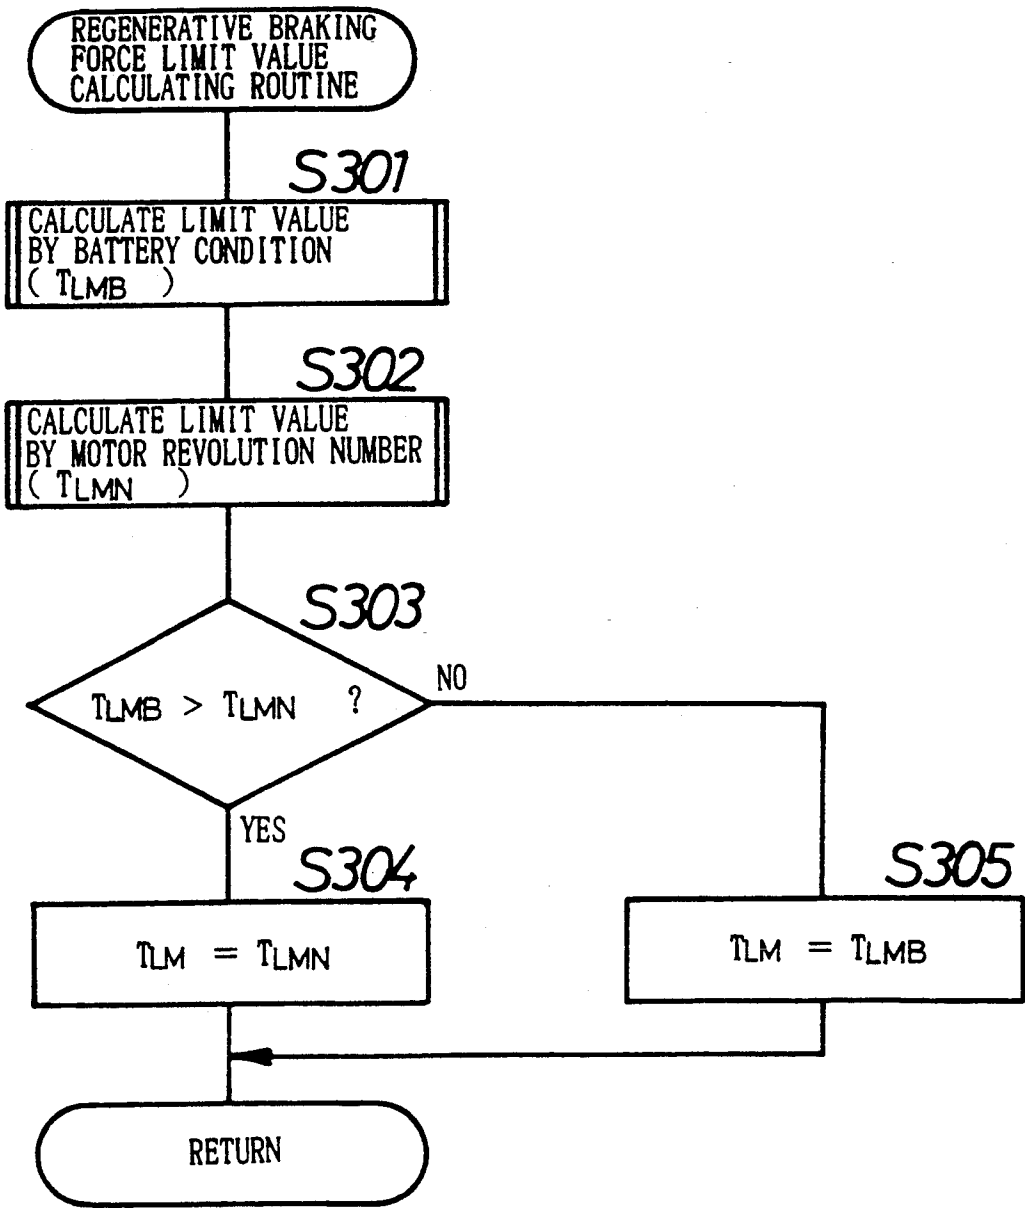 REGENERATIVE BRAKING
FORCE LIMIT VALUE
CALCULATING ROUTINE
S301
CALCULATE LIMIT VALUE
BY BATTERY CONDITION
( TLMB )
S302
CALCULATE LIMIT VALUE
BY MOTOR REVOLUTION NUMBER
( TLMN )
S303
TLMB > TLMN ?
NO
YES
S304
TLM = TLMN
S305
TLM = TLMB
RETURN